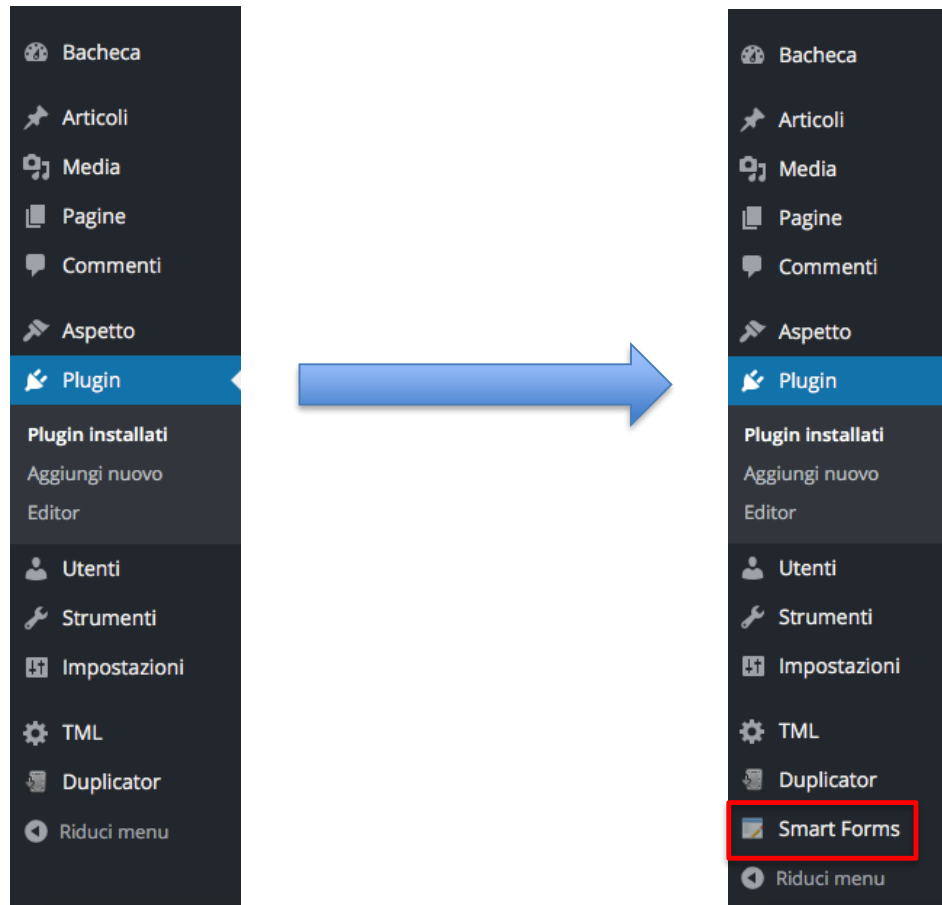 Bacheca
Articoli
Media
Pagine
Commenti
Aspetto
Plugin
Plugin installati
Aggiungi nuovo
Editor
Utenti
Strumenti
Impostazioni
TML
Duplicator
Riduci menu
Bacheca
Articoli
Media
Pagine
Commenti
Aspetto
Plugin
Plugin installati
Aggiungi nuovo
Editor
Utenti
Strumenti
Impostazioni
TML
Duplicator
Smart Forms
Riduci menu